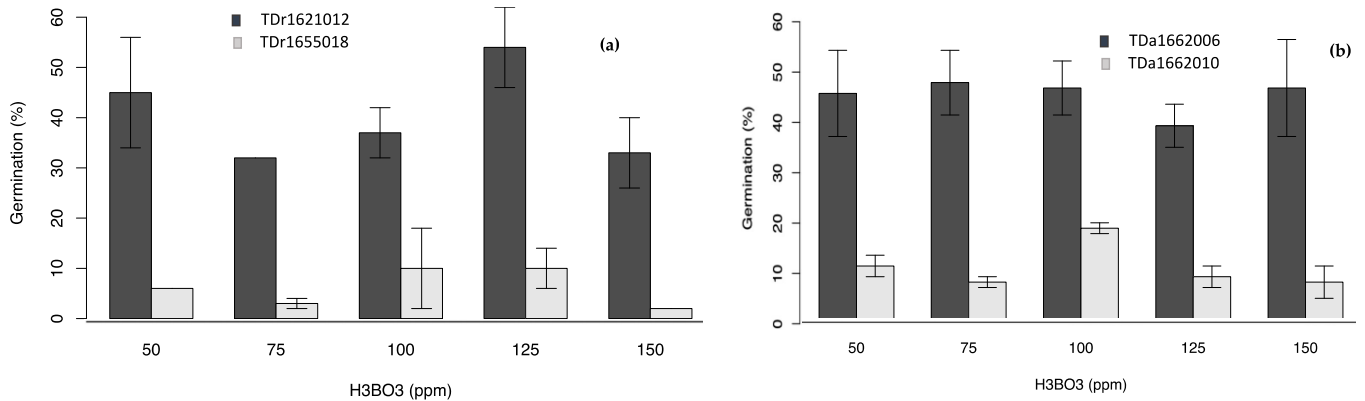 TDr1621012
TDr1655018
(a)
Germination (%)
60
50
40
30
20
10
0
50 75 100 125 150
H3BO3 (ppm)
TDa1662006
TDa1662010
(b)
Germination (%)
60
50
40
30
20
10
0
50 75 100 125 150
H3BO3 (ppm)